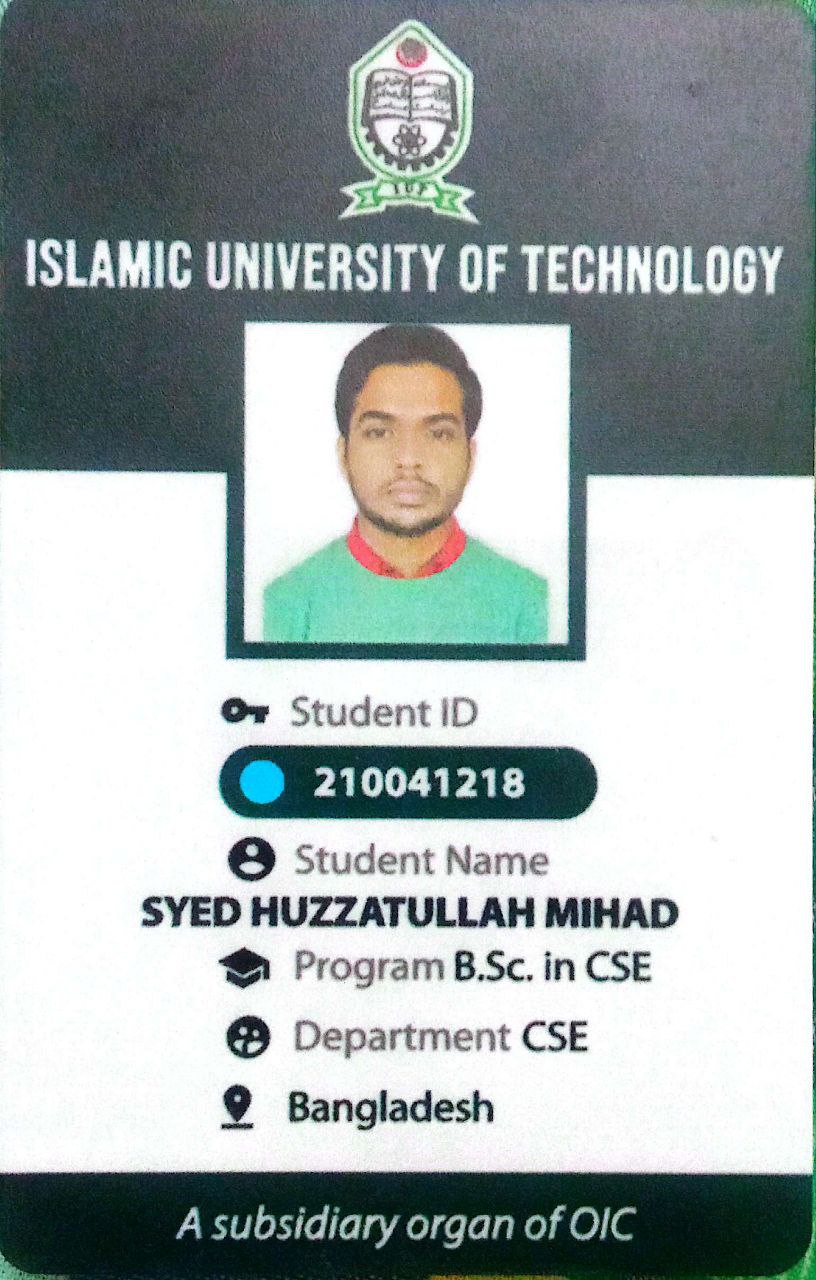 IUT
ISLAMIC UNIVERSITY OF TECHNOLOGY
Student ID
210041218
Student Name
SYED HUZZATULLAH MIHAD
Program B.Sc. in CSE
Department CSE
Bangladesh
A subsidiary organ of OIC